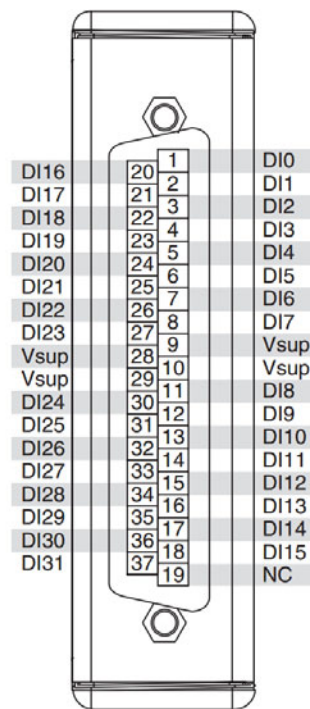 1 DI0
DI16 20
2 DI1
DI17 21
3 DI2
DI18 22
4 DI3
DI19 23
5 DI4
DI20 24
6 DI5
DI21 25
7 DI6
DI22 26
8 DI7
DI23 27
9 Vsup
Vsup 28
10 Vsup
Vsup 29
11 DI8
DI24 30
12 DI9
DI25 31
13 DI10
DI26 32
14 DI11
DI27 33
15 DI12
DI28 34
16 DI13
DI29 35
17 DI14
DI30 36
18 DI15
DI31 37
19 NC